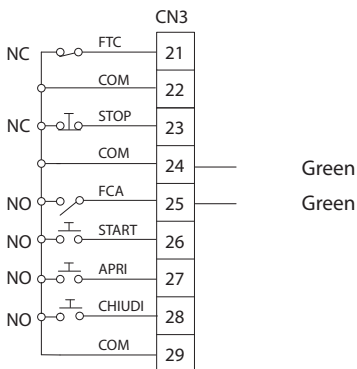 CN3
NC FTC 21
COM 22
NC STOP 23
COM 24 Green
NO FCA 25 Green
NO START 26
NO APRI 27
NO CHIUDI 28
COM 29